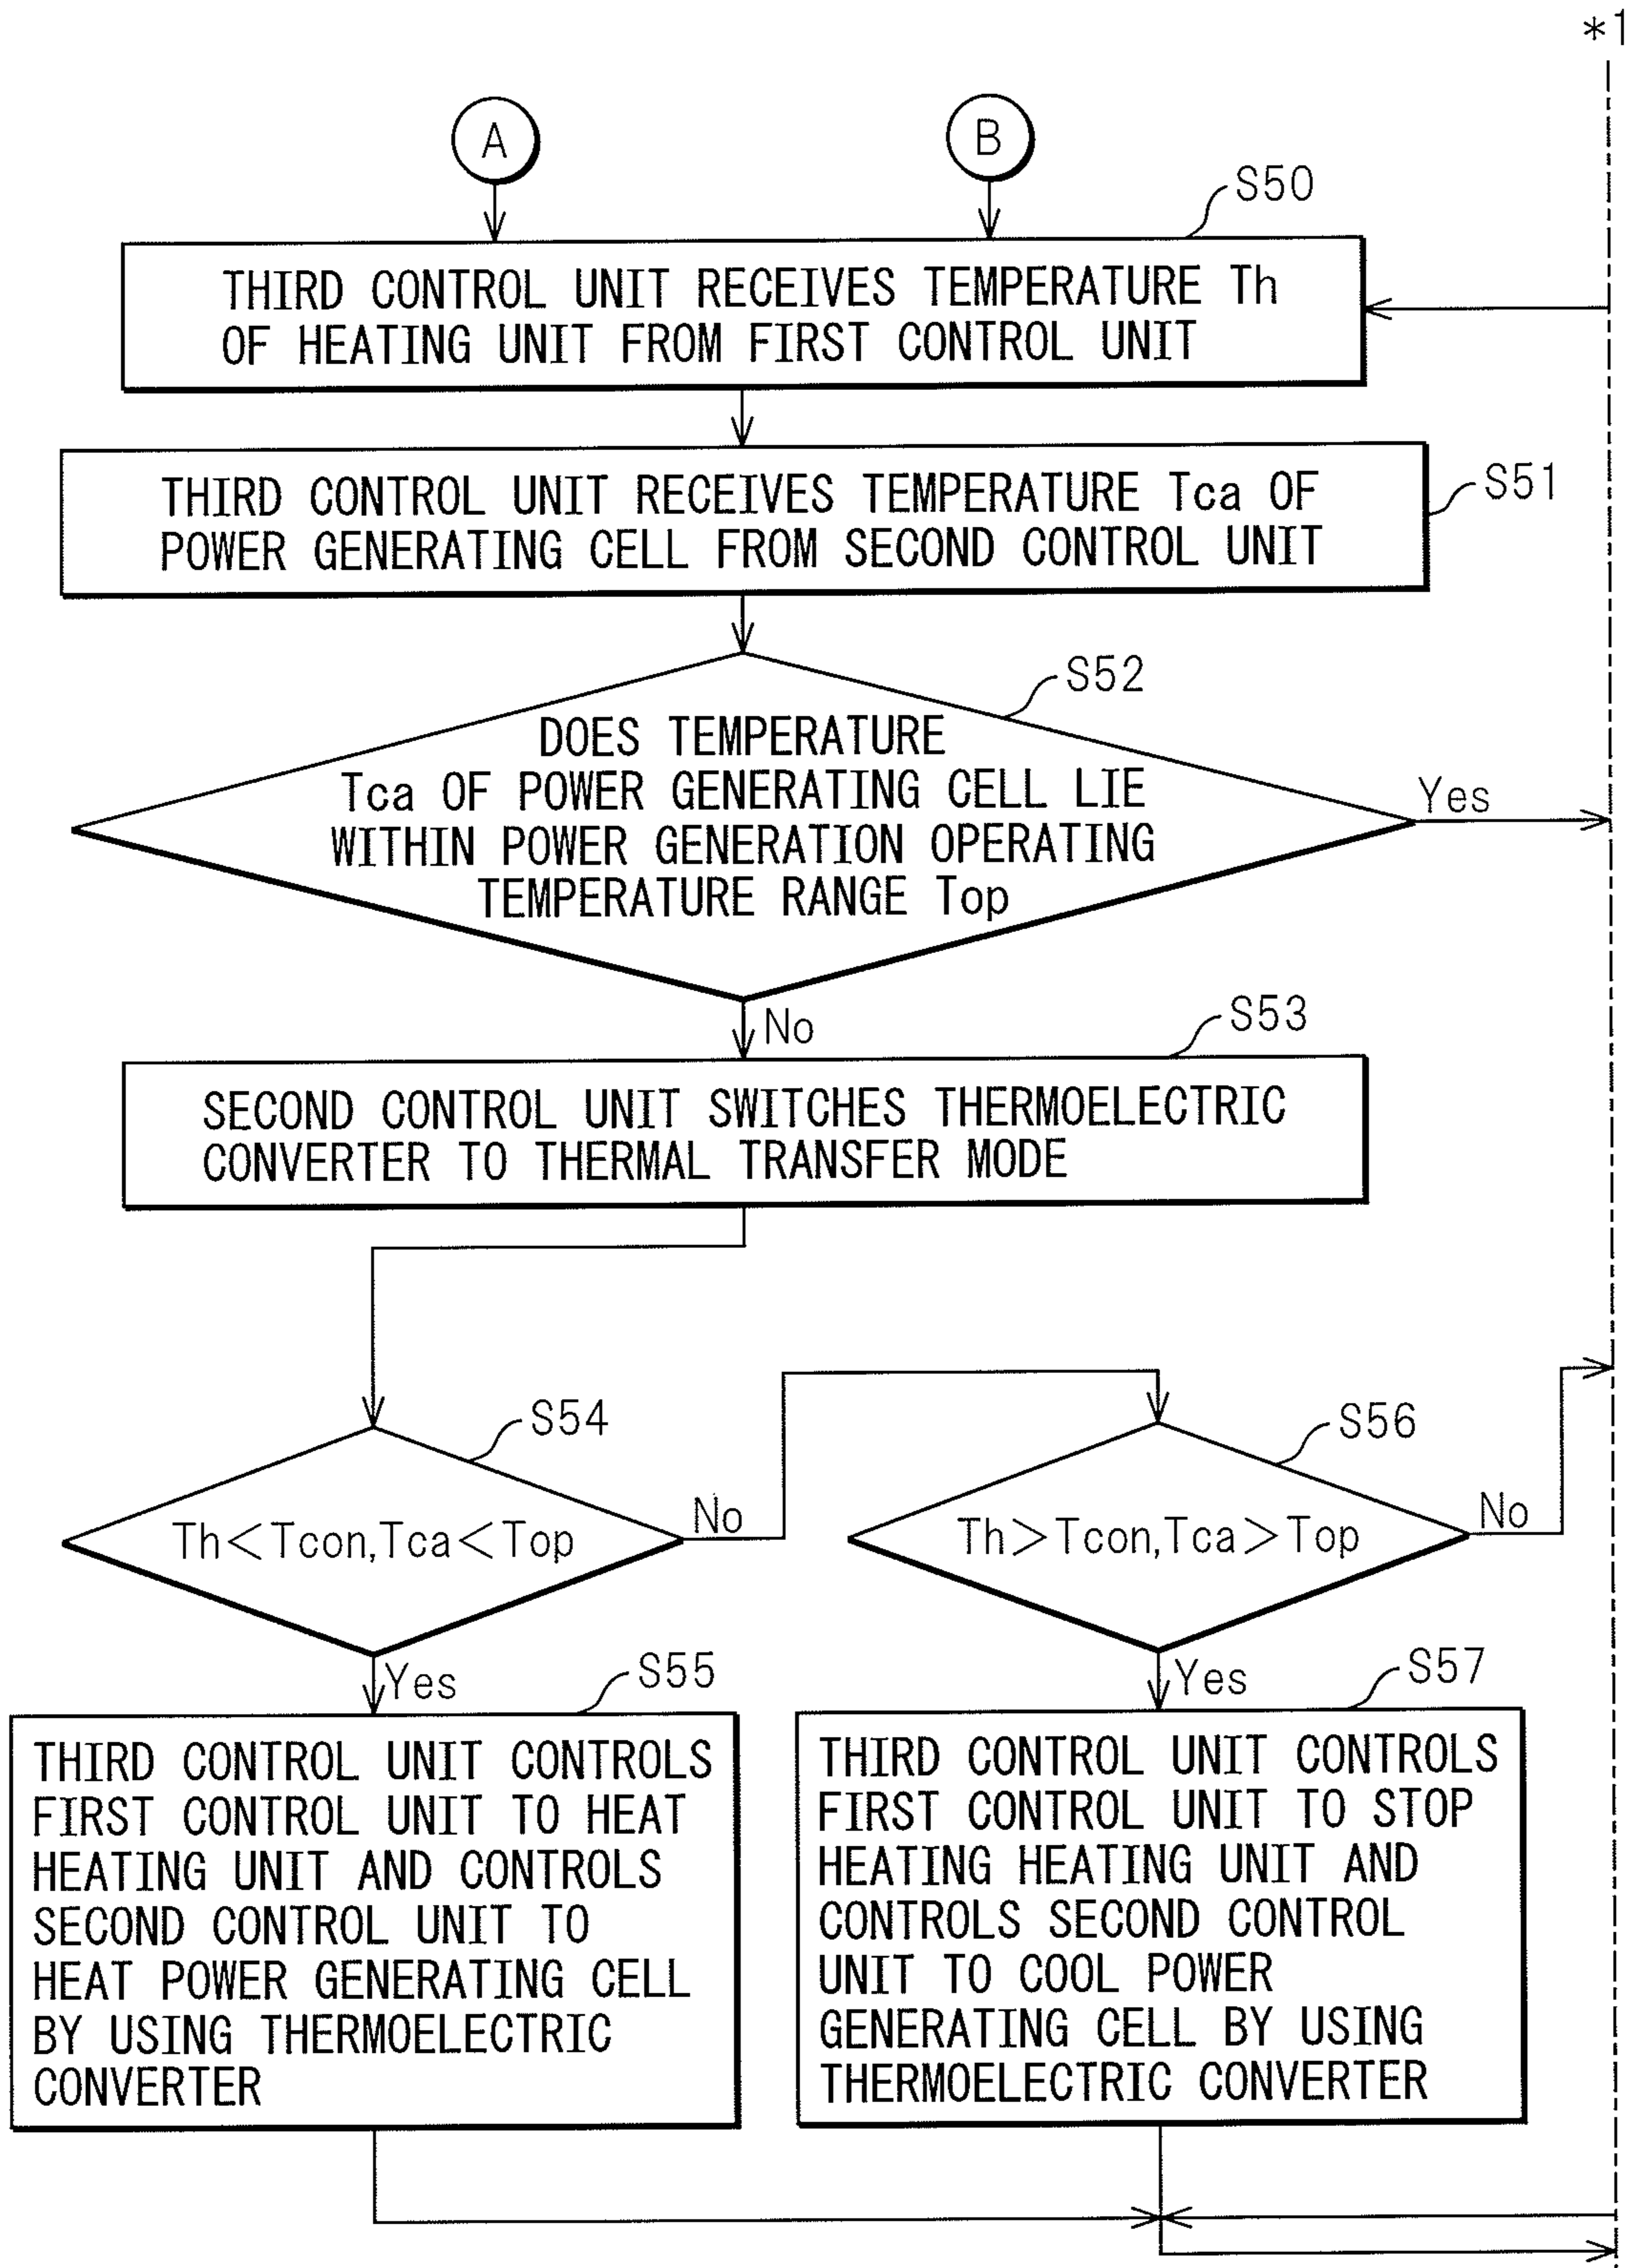 *1
A
B
S50
THIRD CONTROL UNIT RECEIVES TEMPERATURE Th
OF HEATING UNIT FROM FIRST CONTROL UNIT
S51
THIRD CONTROL UNIT RECEIVES TEMPERATURE Tca OF
POWER GENERATING CELL FROM SECOND CONTROL UNIT
S52
DOES TEMPERATURE
Tca OF POWER GENERATING CELL LIE
WITHIN POWER GENERATION OPERATING
TEMPERATURE RANGE Top
Yes
No
S53
SECOND CONTROL UNIT SWITCHES THERMOELECTRIC
CONVERTER TO THERMAL TRANSFER MODE
S54
Th<Tcon,Tca<Top
No
S56
Th>Tcon,Tca>Top
No
Yes
S55
THIRD CONTROL UNIT CONTROLS
FIRST CONTROL UNIT TO HEAT
HEATING UNIT AND CONTROLS
SECOND CONTROL UNIT TO
HEAT POWER GENERATING CELL
BY USING THERMOELECTRIC
CONVERTER
Yes
S57
THIRD CONTROL UNIT CONTROLS
FIRST CONTROL UNIT TO STOP
HEATING HEATING UNIT AND
CONTROLS SECOND CONTROL
UNIT TO COOL POWER
GENERATING CELL BY USING
THERMOELECTRIC CONVERTER